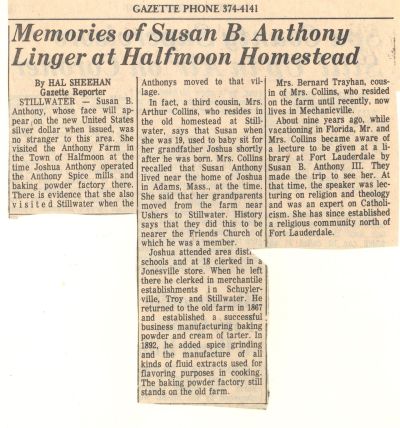 GAZETTE PHONE 374-4141
Memories of Susan B. Anthony
Linger at Halfmoon Homestead
By HAL SHEEHAN
Gazette Reporter
STILLWATER — Susan B.
Anthony, whose face will ap-
pear on the new United States
silver dollar when issued, was
no stranger to this area. She
visited the Anthony Farm in
the Town of Halfmoon at the
time Joshua Anthony operated
the Anthony Spice mills and
baking powder factory there.
There is evidence that she also
visited Stillwater when the
Anthonys moved to that vil-
lage.
In fact, a third cousin, Mrs.
Arthur Collins, who resides in
the old homestead at Still-
water, says that Susan when
she was 19, used to baby sit for
her grandfather Joshua shortly
after he was born. Mrs. Collins
recalled that Susan Anthony
lived near the home of Joshua
in Adams, Mass., at the time.
She said that her grandparents
moved from the farm near
Ushers to Stillwater. History
says that they did this to be
nearer the Friends Church of
which he was a member.
Joshua attended area
schools and at 18 clerked in a
Jonesville store. When he left
there he clerked in merchantile
establishments in Schuyler-
ville, Troy and Stillwater. He
returned to the old farm in 1867
and established a successful
business manufacturing baking
powder and cream of tarter. In
1892, he added spice grinding
and the manufacture of all
kinds of fluid extracts used for
flavoring purposes in cooking.
The baking powder factory still
stands on the old farm.
Mrs. Bernard Trayhan, cous-
in of Mrs. Collins, who resided
on the farm until recently, now
lives in Mechanicville.
About nine years ago, while
vacationing in Florida, Mr. and
Mrs. Collins became aware of
a lecture to be given at a li-
brary at Fort Lauderdale by
Susan B. Anthony III. They
made the trip to see her. At
that time, the speaker was lec-
turing on religion and theology
and was an expert on Catholi-
cism. She has since established
a religious community north of
Fort Lauderdale.